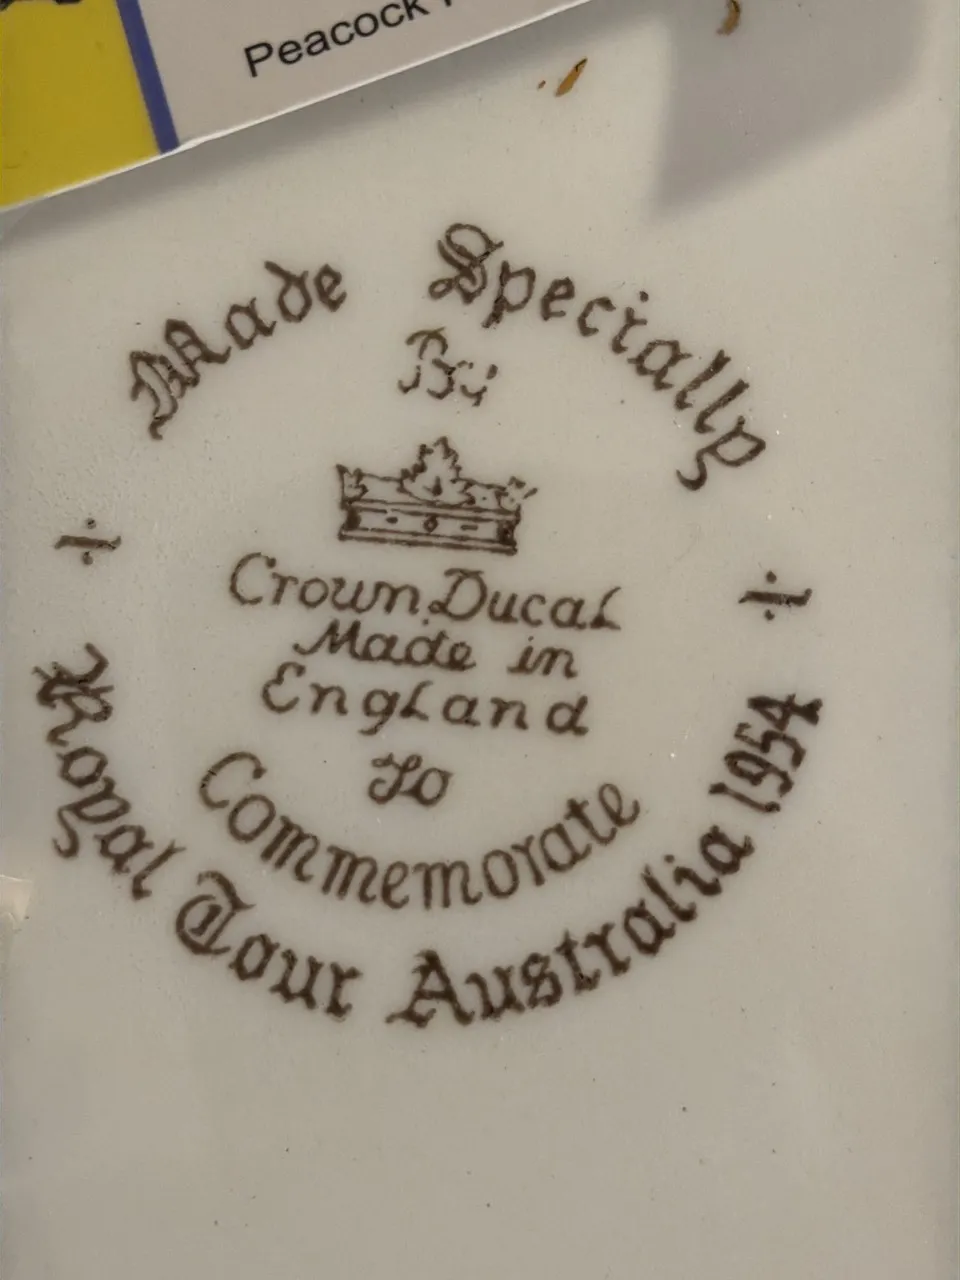 Peacock
Made Specially
By
Crown Ducal
Made in
England
To
Commemorate
÷ Royal Tour Australia 1954 ÷